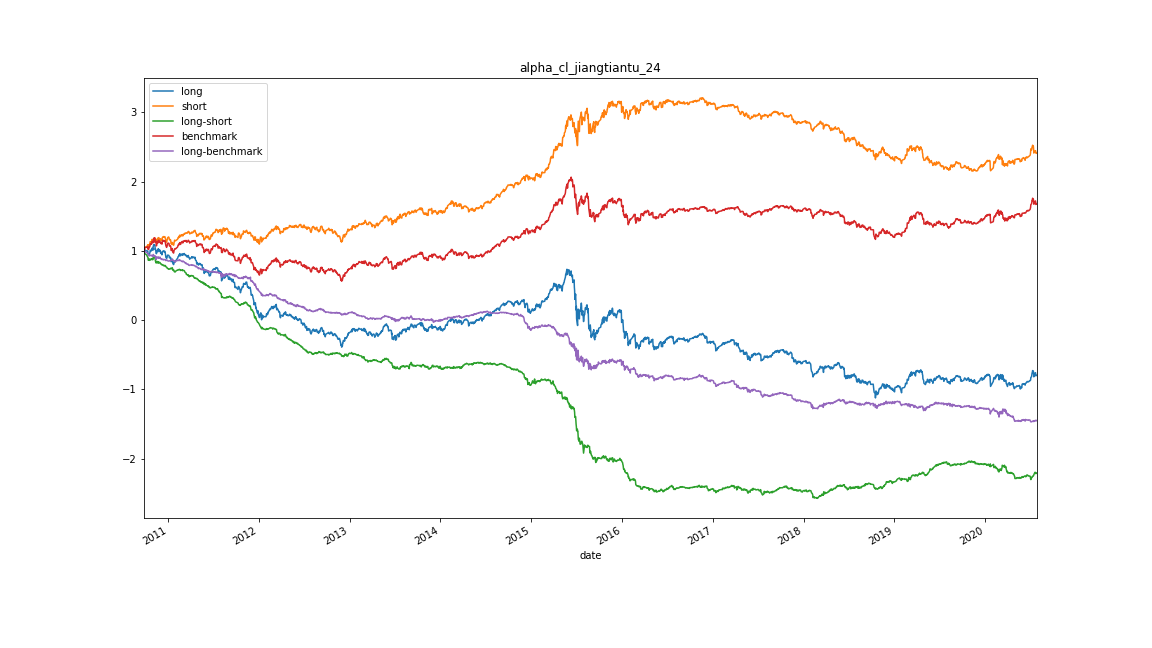 alpha_cl_jiangtiantu_24
long
short
long-short
benchmark
long-benchmark
3
2
1
0
−1
−2
2011
2012
2013
2014
2015
2016
2017
2018
2019
2020
date